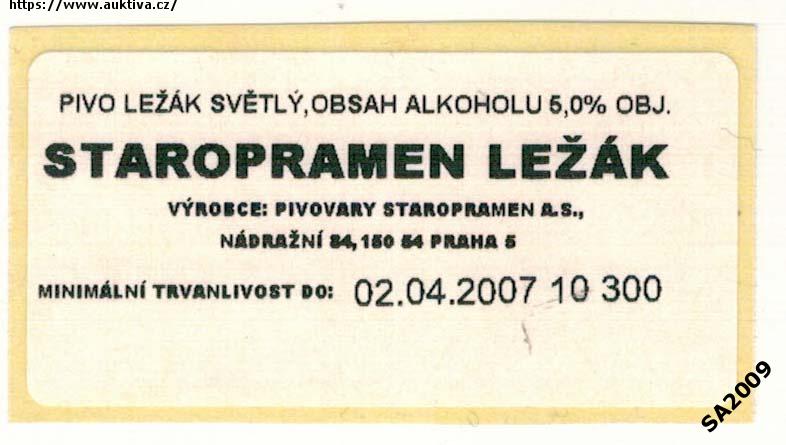 https://www.auktiva.cz/
PIVO LEŽÁK SVĚTLÝ,OBSAH ALKOHOLU 5,0% OBJ.
STAROPRAMEN LEŽÁK
VÝROBCE: PIVOVARY STAROPRAMEN A.S.,
NÁDRAŽNÍ 84, 150 54 PRAHA 5
MINIMÁLNÍ TRVANLIVOST DO: 02.04.2007 10 300
SA2009